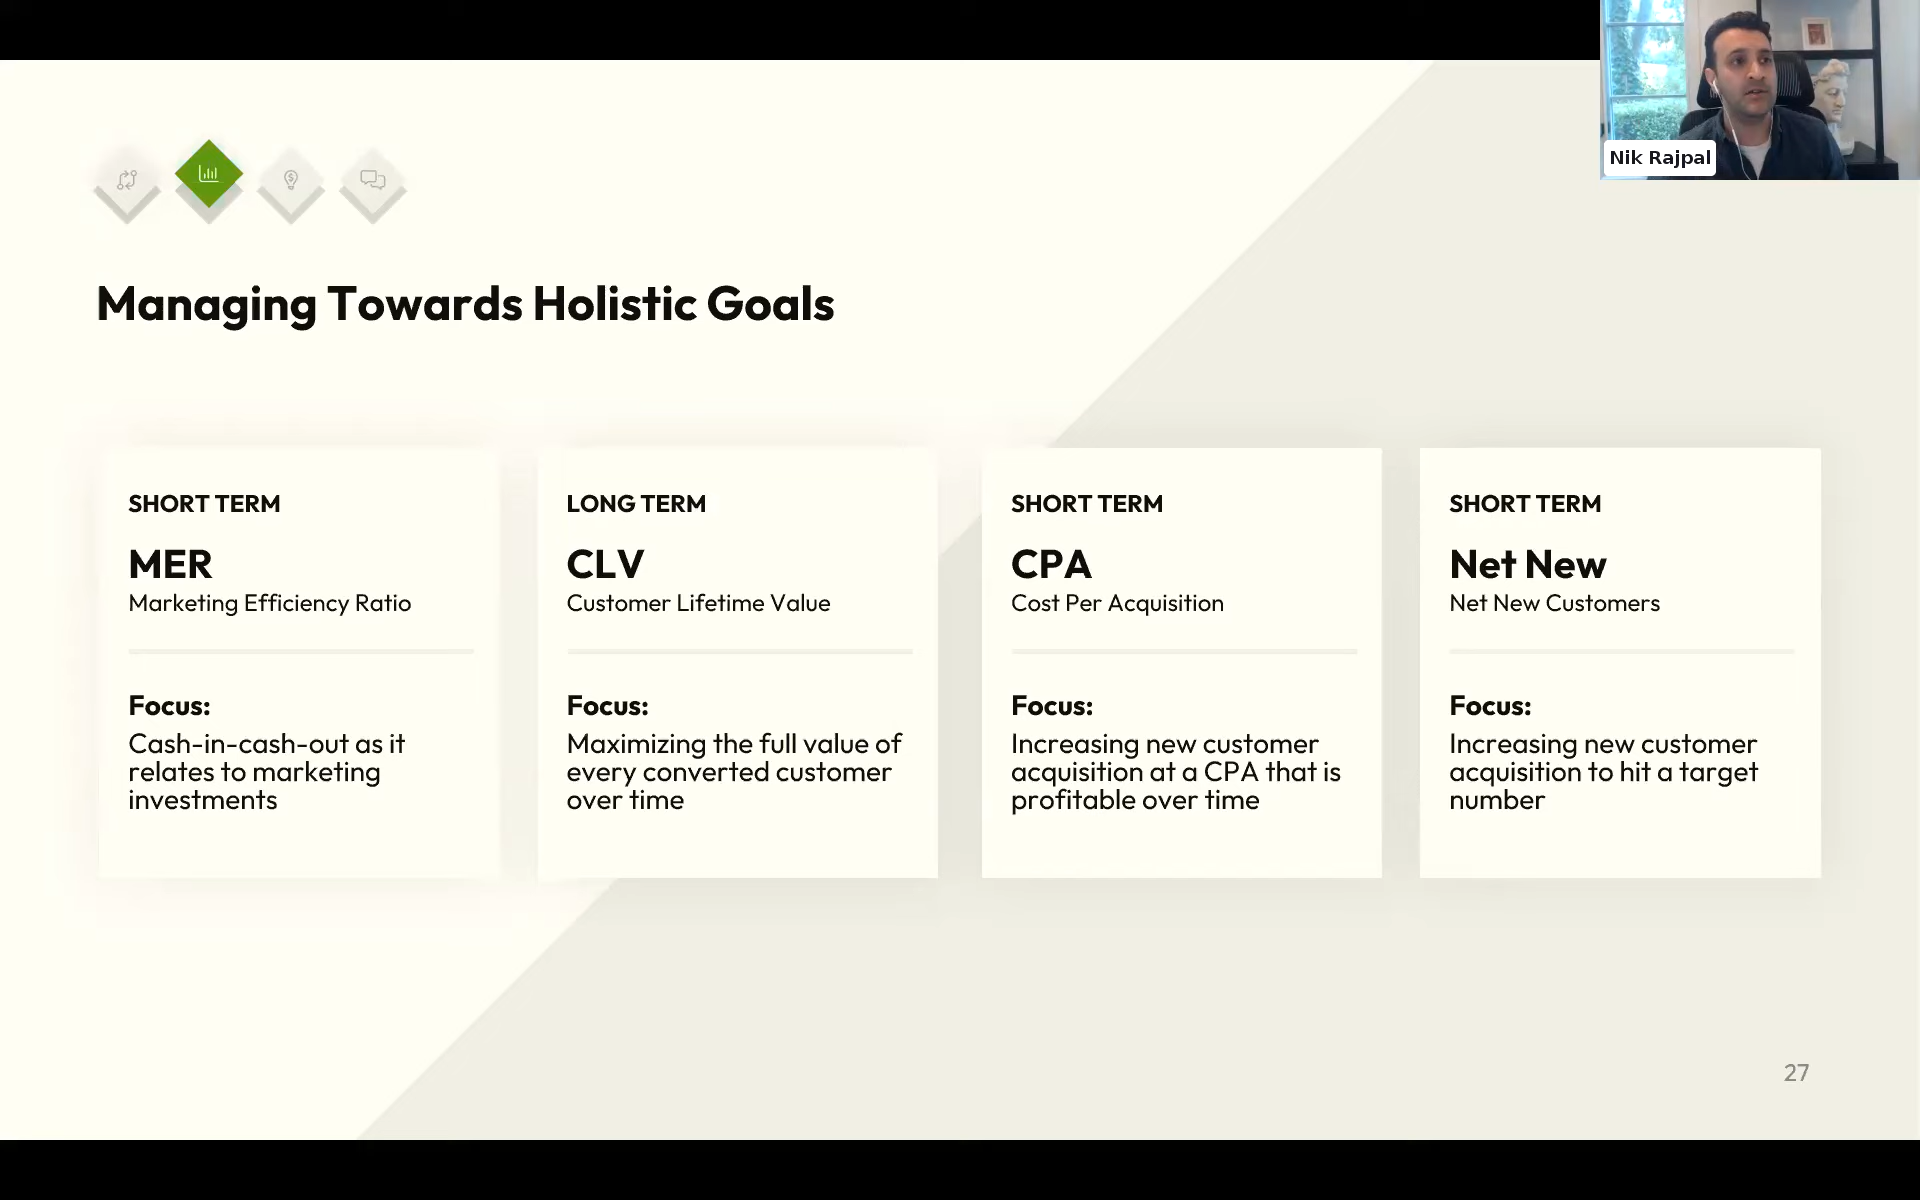 Nik Rajpal
Managing Towards Holistic Goals
SHORT TERM
MER
Marketing Efficiency Ratio
Focus:
Cash-in-cash-out as it
relates to marketing
investments
LONG TERM
CLV
Customer Lifetime Value
Focus:
Maximizing the full value of
every converted customer
over time
SHORT TERM
CPA
Cost Per Acquisition
Focus:
Increasing new customer
acquisition at a CPA that is
profitable over time
SHORT TERM
Net New
Net New Customers
Focus:
Increasing new customer
acquisition to hit a target
number
27